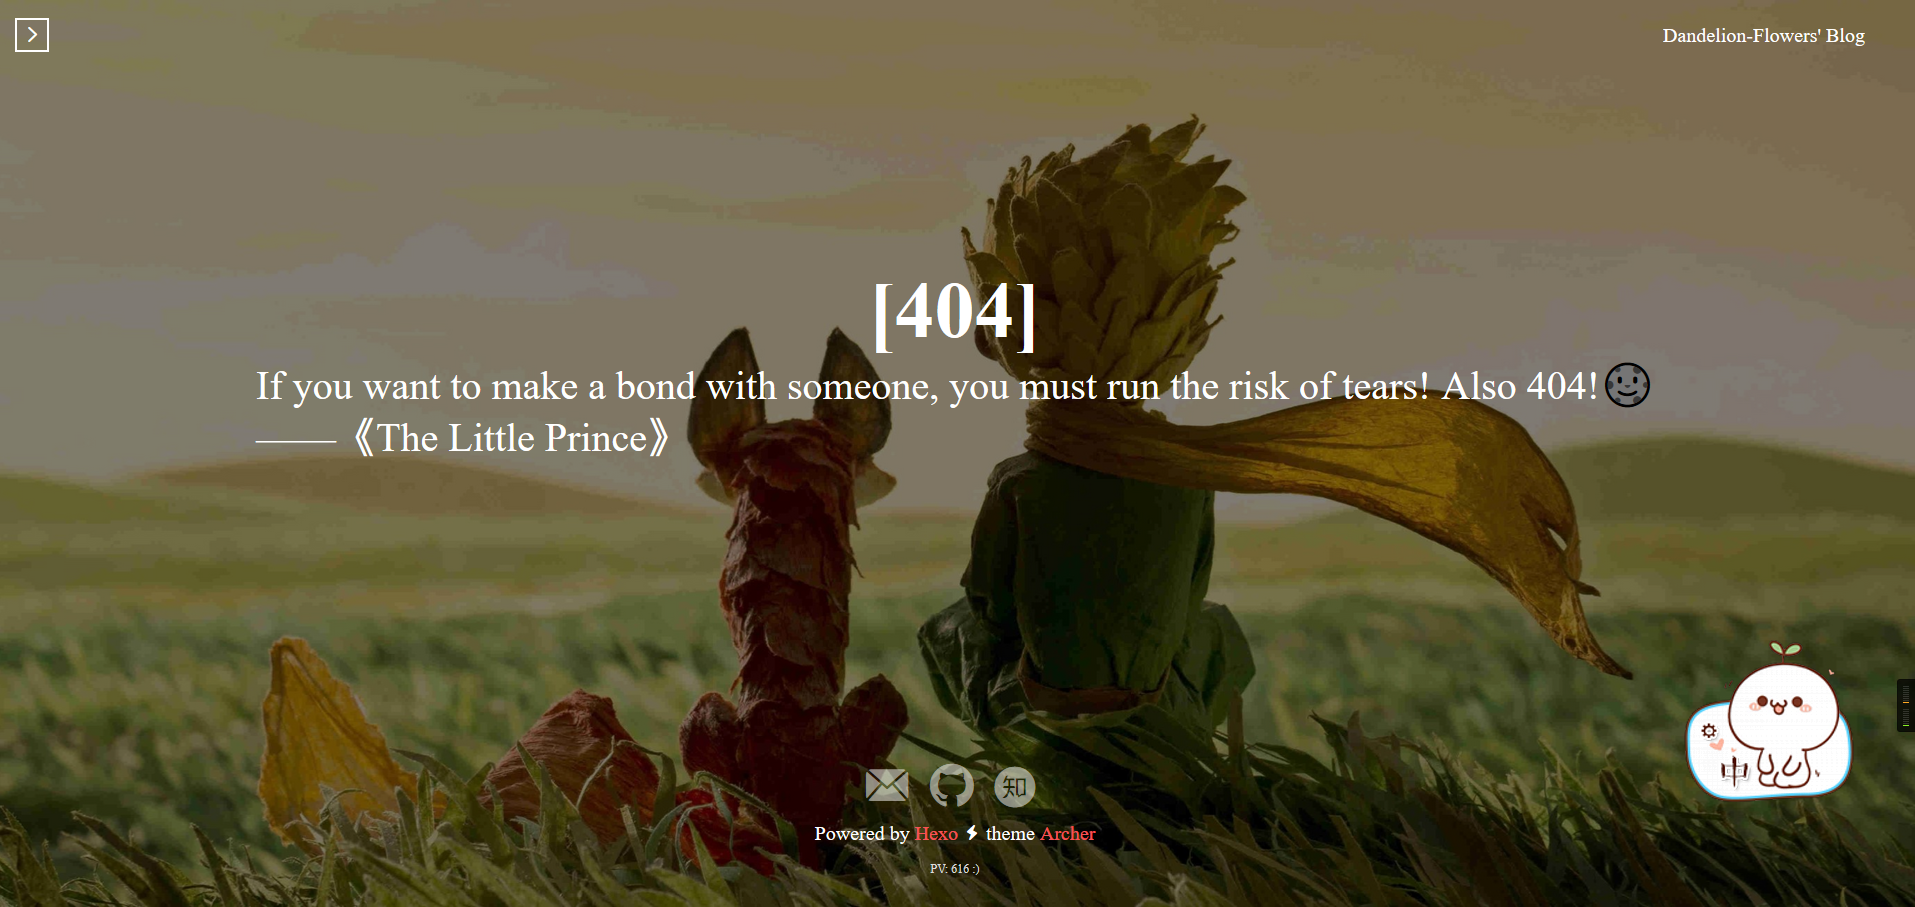 Dandelion-Flowers' Blog
[404]
If you want to make a bond with someone, you must run the risk of tears! Also 404!🌚
——《The Little Prince》
知
中
Powered by Hexo theme Archer
PV: 616 :)